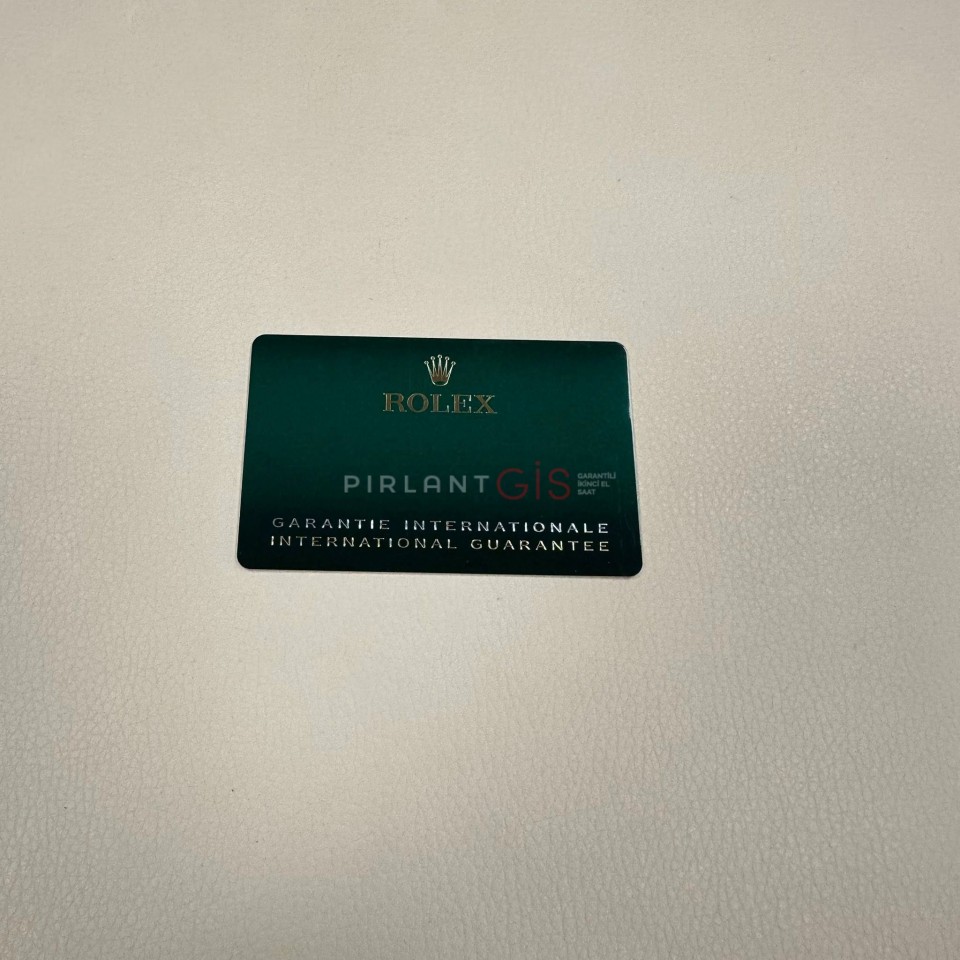 ROLEX
PIRLANTGİS
GARANTİLİ
İKİNCİ EL
SAAT
GARANTIE INTERNATIONALE
INTERNATIONAL GUARANTEE